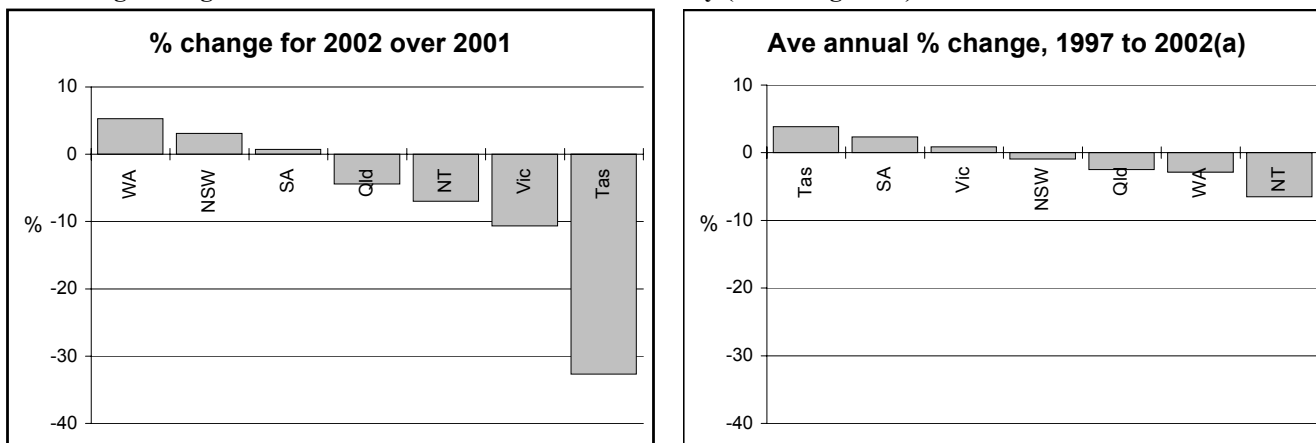 % change for 2002 over 2001
10
0
-10
-20
-30
-40
%
WA
NSW
SA
Qld
NT
Vic
Tas
Ave annual % change, 1997 to 2002(a)
10
0
-10
-20
-30
-40
%
Tas
SA
Vic
NSW
Qld
WA
NT